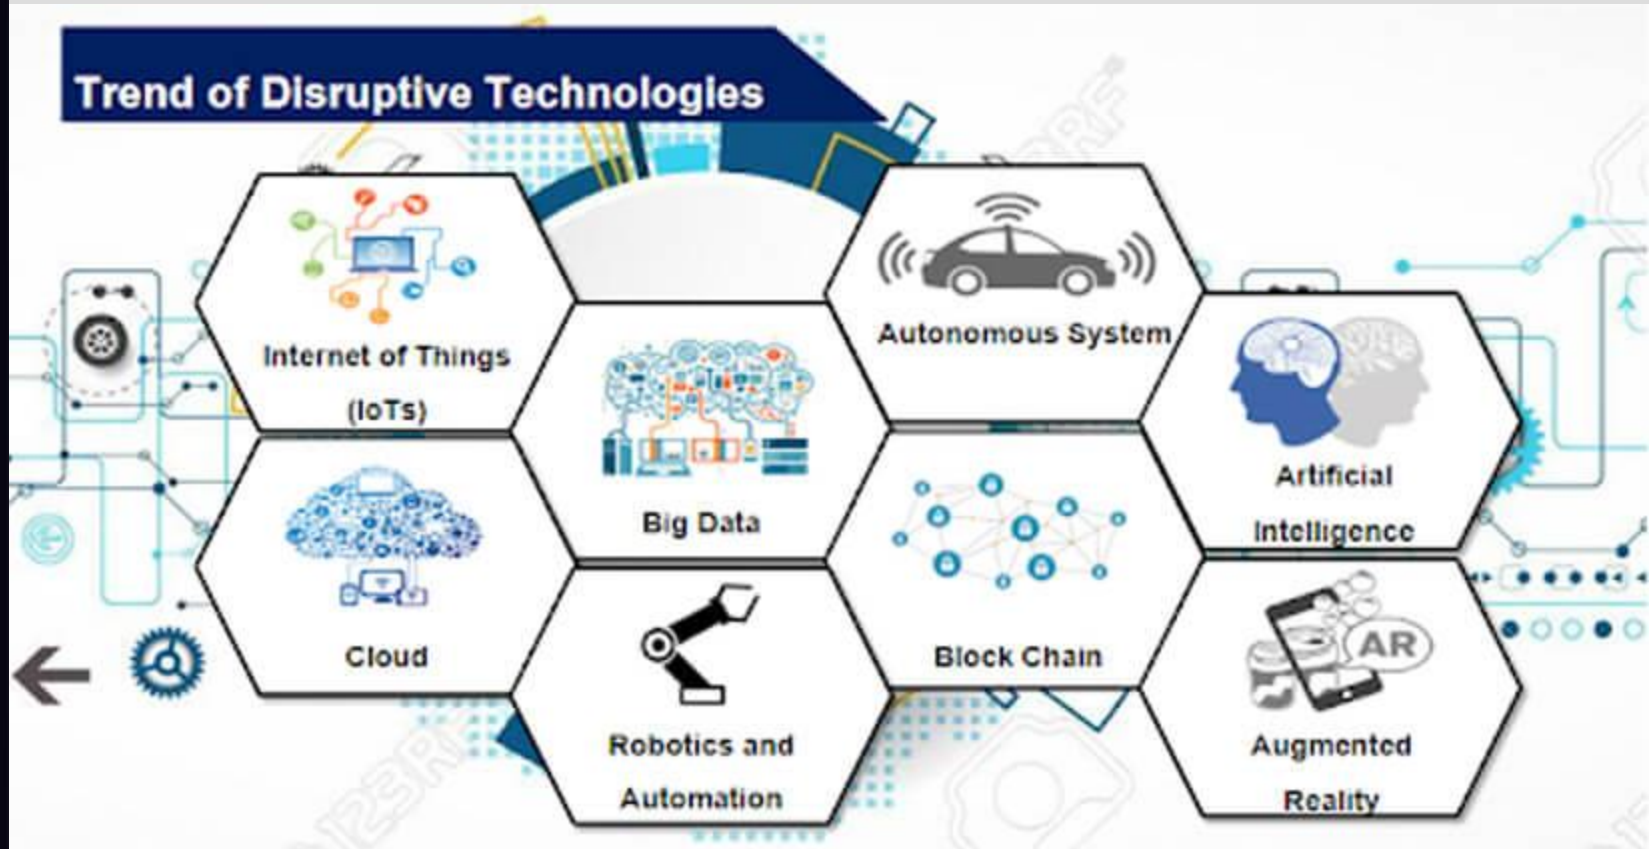 Trend of Disruptive Technologies
Internet of Things
(IoTs)
Autonomous System
Big Data
Artificial
Intelligence
Cloud
Block Chain
Robotics and
Automation
AR
Augmented
Reality
123RF